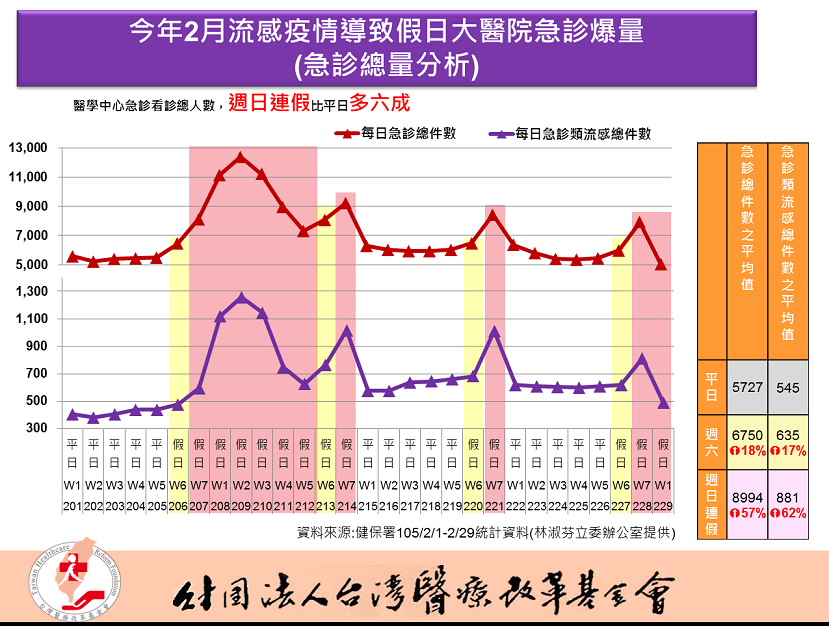 今年2月流感疫情導致假日大醫院急診爆量
(急診總量分析)
醫學中心急診看診總人數，週日連假比平日多六成
每日急診總件數 每日急診類流感總件數
13,000
11,000
9,000
7,000
5,000
1,300
1,100
900
700
500
300
平日 平日 平日 平日 平日 假日 假日 假日 假日 假日 假日 假日 假日 假日 平日 平日 平日 平日 平日 假日 假日 平日 平日 平日 平日 平日 假日 假日 假日
W1 W2 W3 W4 W5 W6 W7 W1 W2 W3 W4 W5 W6 W7 W1 W2 W3 W4 W5 W6 W7 W1 W2 W3 W4 W5 W6 W7 W1
201 202 203 204 205 206 207 208 209 210 211 212 213 214 215 216 217 218 219 220 221 222 223 224 225 226 227 228 229
急診總件數之平均值 急診類流感總件數之平均值
平日 5727 545
週六 6750 635
18% 17%
週日連假 8994 881
57% 62%
資料來源:健保署105/2/1-2/29統計資料(林淑芬立委辦公室提供)
Taiwan Healthcare Reform Foundation
台灣醫療改革基金會
財團法人台灣醫療改革基金會